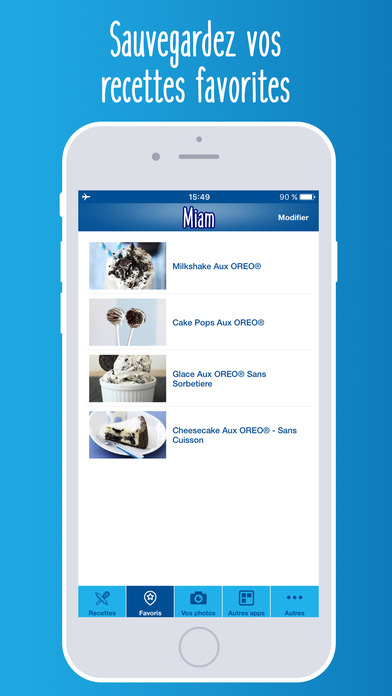 Sauvegardez vos
recettes favorites
15:49
90 %
Miam
Modifier
Milkshake Aux OREO®
Cake Pops Aux OREO®
Glace Aux OREO® Sans
Sorbetiere
Cheesecake Aux OREO® - Sans
Cuisson
Recettes
Favoris
Vos photos
Autres apps
Autres